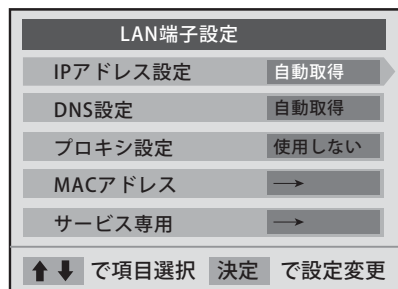 LAN端子設定
IPアドレス設定 自動取得
DNS設定 自動取得
プロキシ設定 使用しない
MACアドレス →
サービス専用 →
↑ ↓ で項目選択 決定 で設定変更